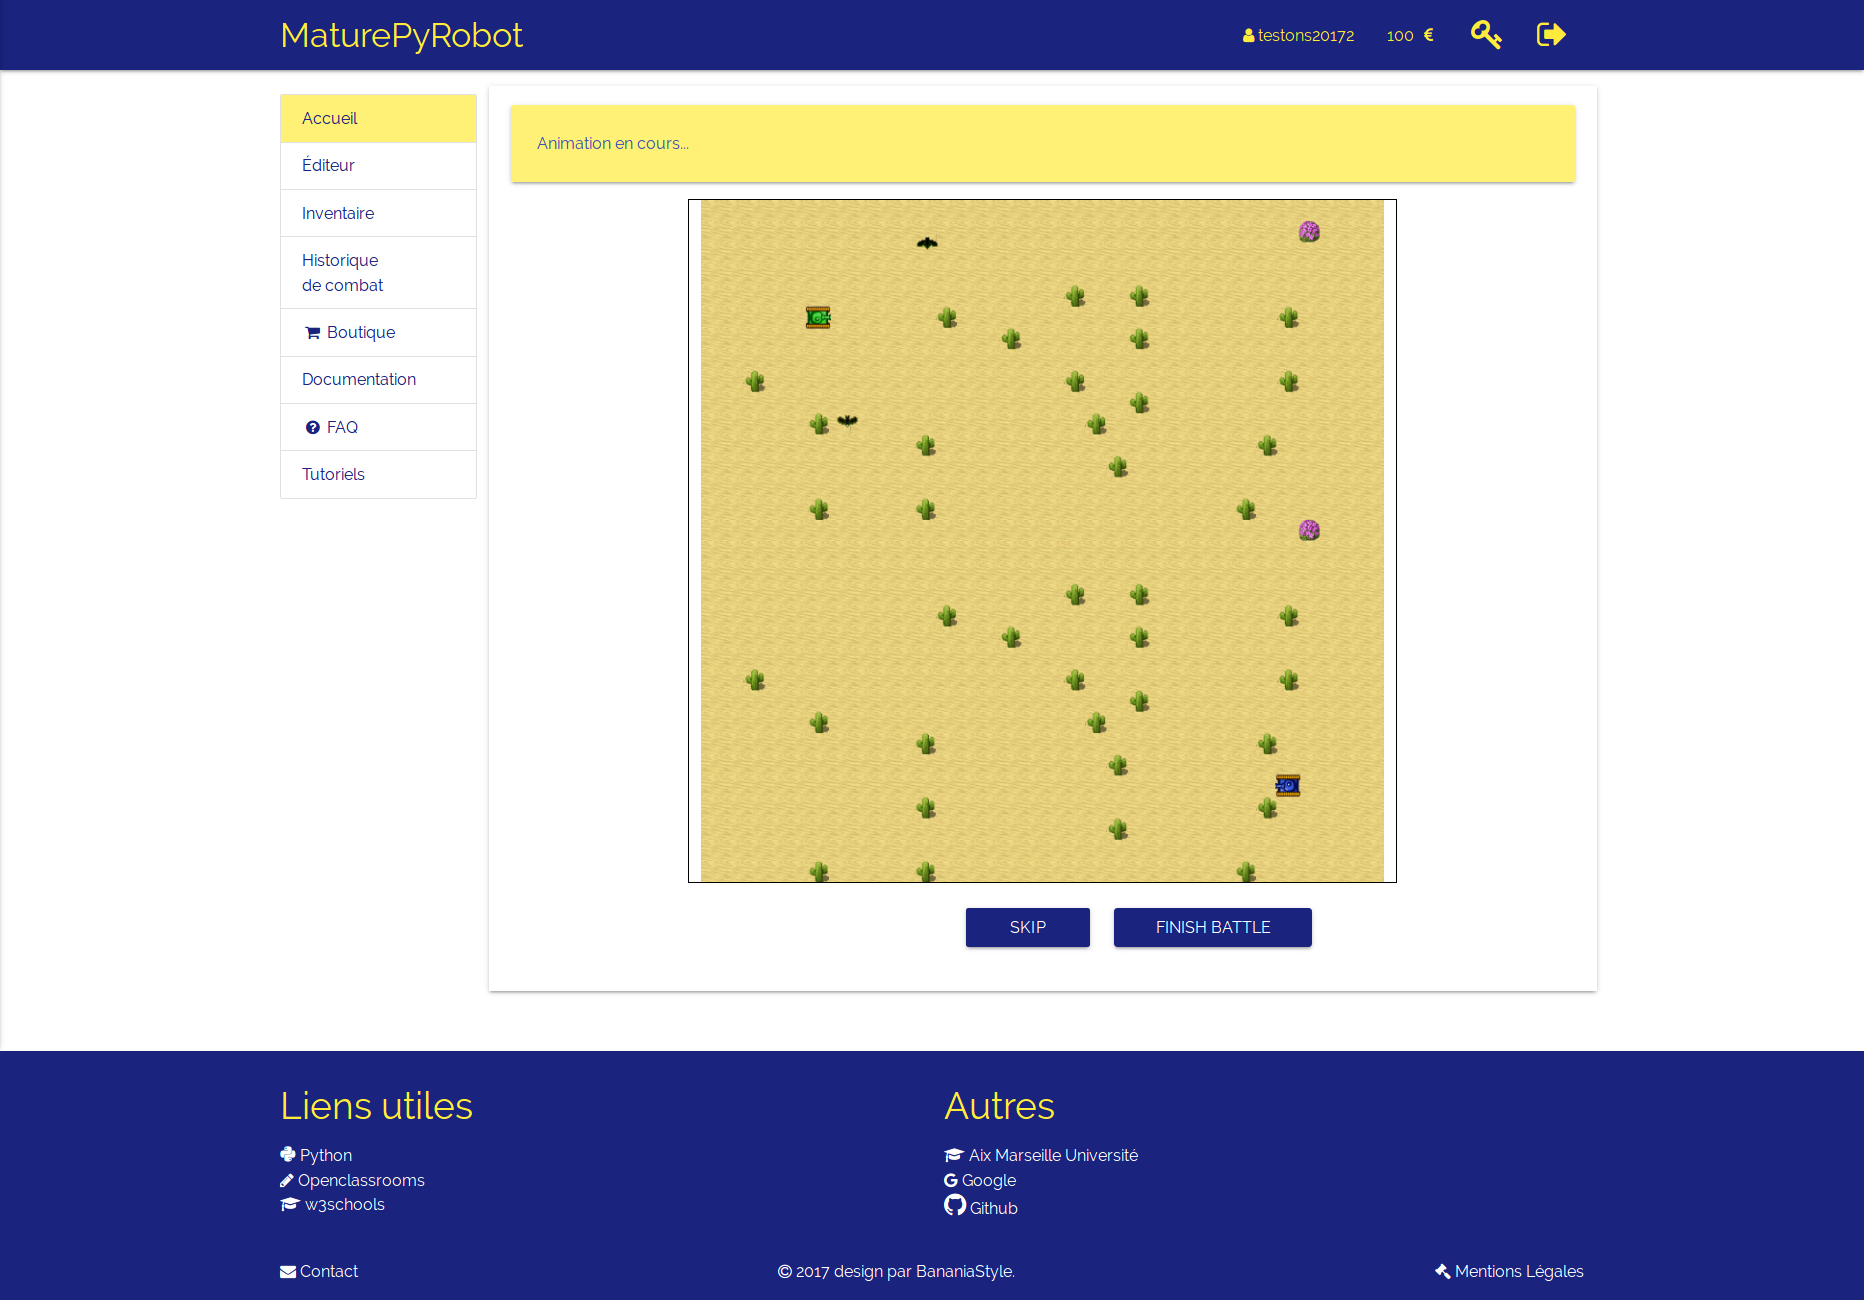 MaturePyRobot
testons20172 100 €
Accueil
Éditeur
Inventaire
Historique
de combat
Boutique
Documentation
FAQ
Tutoriels
Animation en cours...
SKIP FINISH BATTLE
Liens utiles
Python
Openclassrooms
w3schools
Autres
Aix Marseille Université
Google
Github
Contact
© 2017 design par BananiaStyle.
Mentions Légales